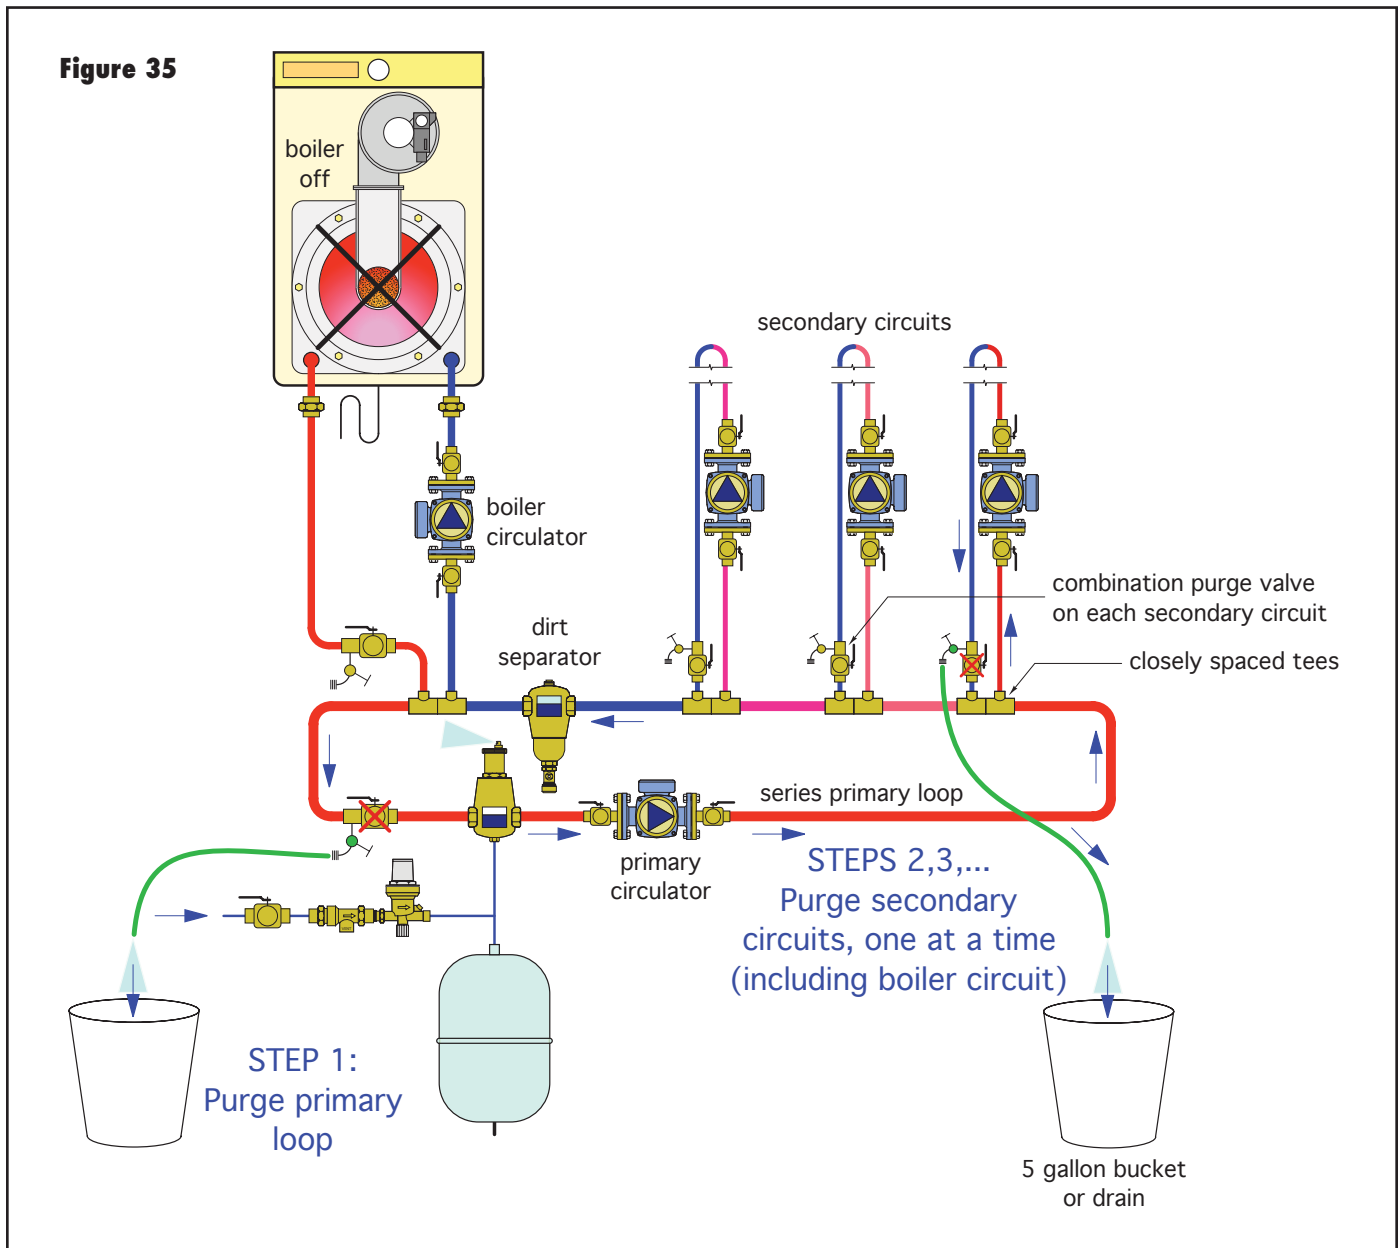 Figure 35
boiler
off
secondary circuits
boiler
circulator
combination purge valve
on each secondary circuit
dirt
separator
closely spaced tees
series primary loop
primary
circulator
STEPS 2,3,...
Purge secondary
circuits, one at a time
(including boiler circuit)
STEP 1:
Purge primary
loop
5 gallon bucket
or drain